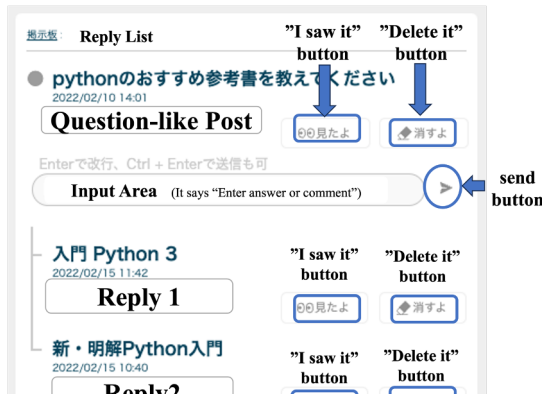 掲示板: Reply List
"I saw it" button
"Delete it" button
pythonのおすすめ参考書を教えてください
2022/02/10 14:01
Question-like Post
見たよ
消すよ
Enterで改行、Ctrl + Enterで送信も可
Input Area (It says "Enter answer or comment")
send button
入門 Python 3
2022/02/15 11:42
Reply 1
"I saw it" button
"Delete it" button
見たよ
消すよ
新・明解Python入門
2022/02/15 10:40
Reply2
"I saw it" button
"Delete it" button